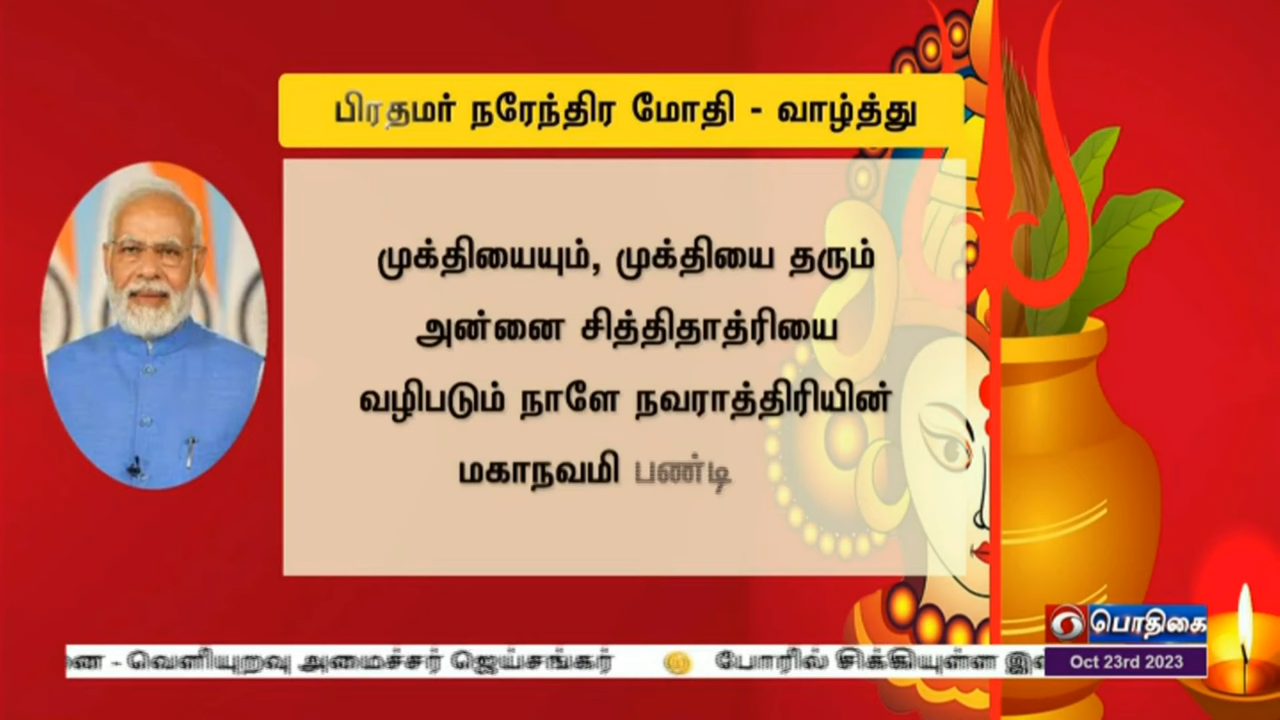 பிரதமர் நரேந்திர மோதி - வாழ்த்து
முக்தியையும், முக்தியை தரும்
அன்னை சித்திதாத்ரியை
வழிபடும் நாளே நவராத்திரியின்
மகாநவமி பண்டி
பொதிகை
Oct 23rd 2023
- வெளியுறவு அமைச்சர் ஜெய்சங்கர் போரில் சிக்கியுள்ள